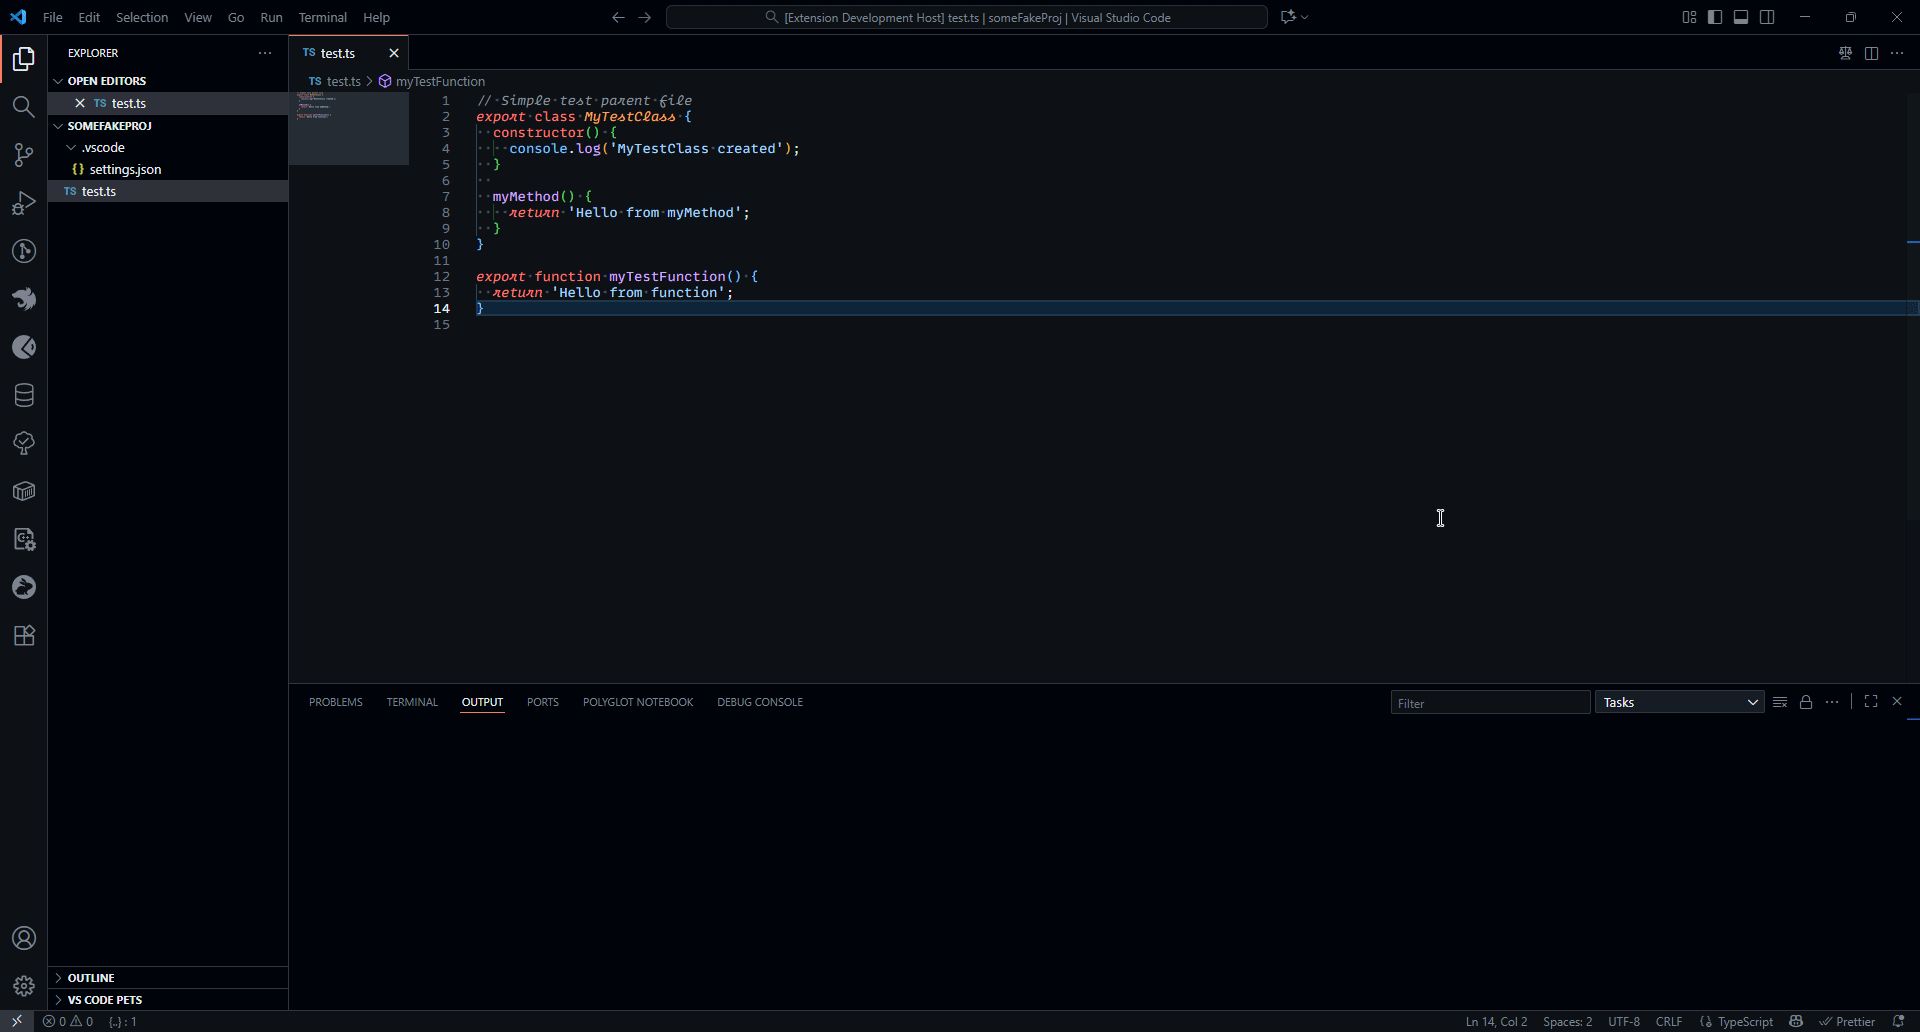 File Edit Selection View Go Run Terminal Help
[Extension Development Host] test.ts | someFakeProj | Visual Studio Code
EXPLORER
OPEN EDITORS
TS test.ts
SOMEFAKEPROJ
.vscode
{} settings.json
TS test.ts
OUTLINE
VS CODE PETS
TS test.ts
TS test.ts > myTestFunction
1 // Simple test parent file
2 export class MyTestClass {
3 constructor() {
4 console.log('MyTestClass created');
5 }
6
7 myMethod() {
8 return 'Hello from myMethod';
9 }
10 }
11
12 export function myTestFunction() {
13 return 'Hello from function';
14 }
15
PROBLEMS TERMINAL OUTPUT PORTS POLYGLOT NOTEBOOK DEBUG CONSOLE
Filter
Tasks
0 0 {..} : 1
Ln 14, Col 2 Spaces: 2 UTF-8 CRLF {} TypeScript Prettier